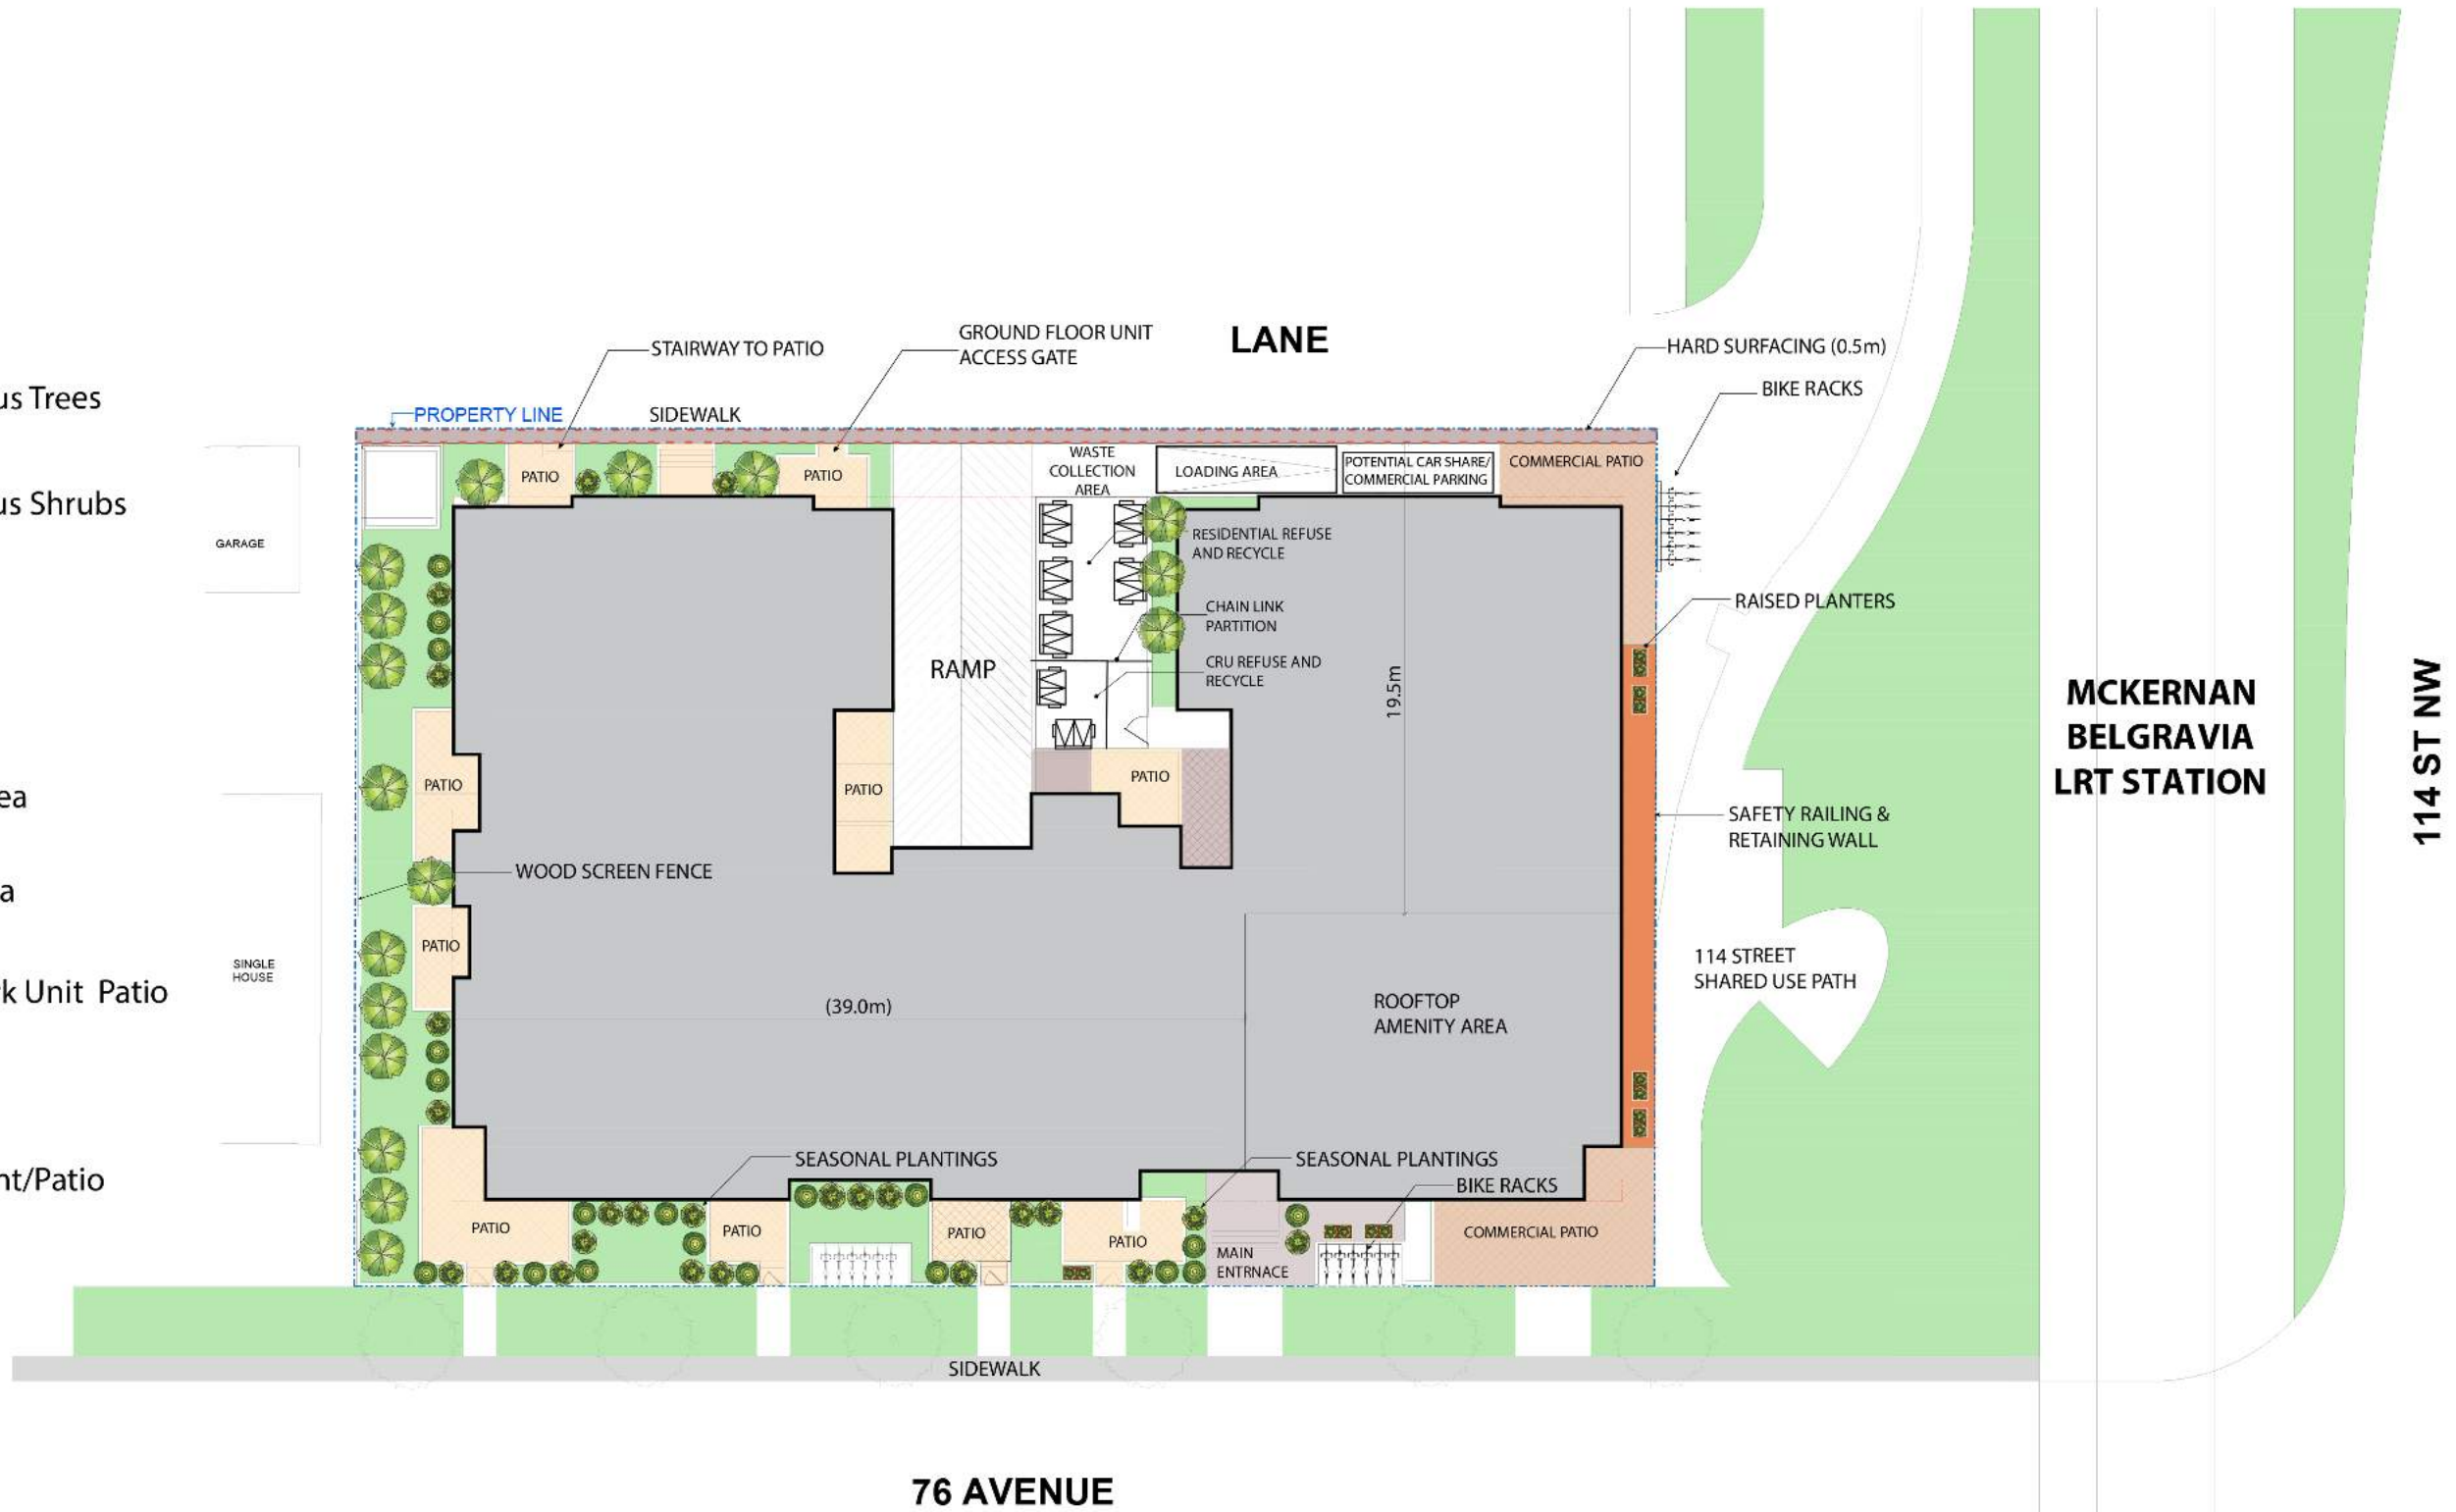 us Trees
us Shrubs
ea
a
k Unit Patio
nt/Patio
GARAGE
SINGLE
HOUSE
LANE
STAIRWAY TO PATIO
GROUND FLOOR UNIT
ACCESS GATE
HARD SURFACING (0.5m)
BIKE RACKS
PROPERTY LINE
SIDEWALK
PATIO
PATIO
WASTE
COLLECTION
AREA
LOADING AREA
POTENTIAL CAR SHARE/
COMMERCIAL PARKING
COMMERCIAL PATIO
RESIDENTIAL REFUSE
AND RECYCLE
CHAIN LINK
PARTITION
CRU REFUSE AND
RECYCLE
RAMP
19.5m
RAISED PLANTERS
PATIO
PATIO
PATIO
SAFETY RAILING &
RETAINING WALL
WOOD SCREEN FENCE
PATIO
(39.0m)
ROOFTOP
AMENITY AREA
114 STREET
SHARED USE PATH
MCKERNAN
BELGRAVIA
LRT STATION
114 ST NW
SEASONAL PLANTINGS
SEASONAL PLANTINGS
BIKE RACKS
PATIO
PATIO
PATIO
PATIO
MAIN
ENTRNACE
COMMERCIAL PATIO
SIDEWALK
76 AVENUE